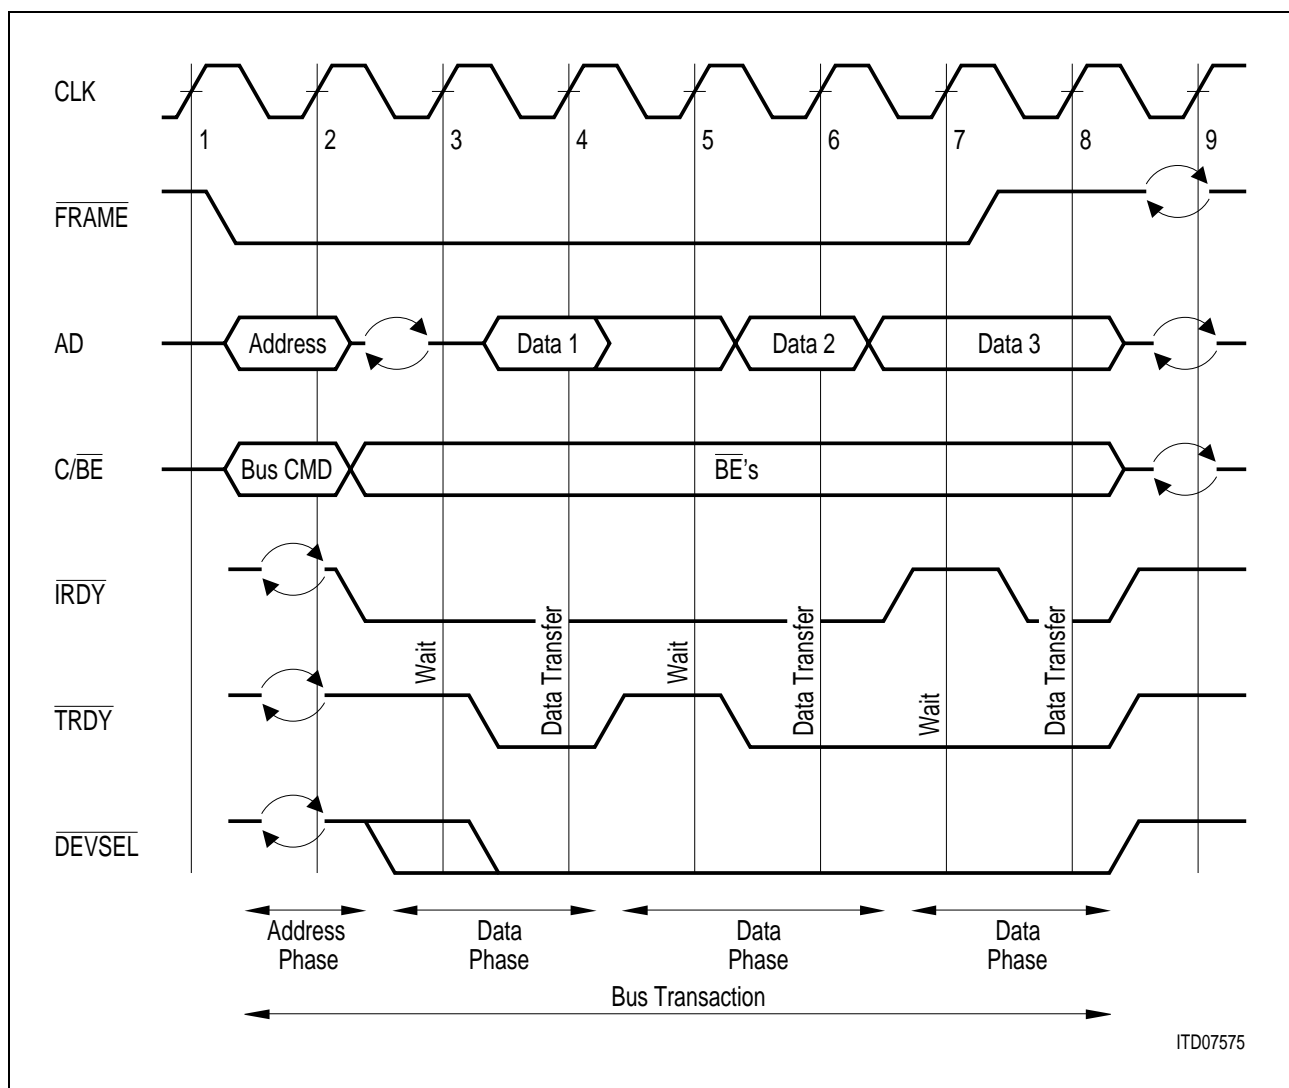 CLK
1 2 3 4 5 6 7 8 9
FRAME
AD
Address
Data 1
Data 2
Data 3
C/BE
Bus CMD
BE's
IRDY
Wait
Data Transfer
Wait
Data Transfer
Wait
Data Transfer
TRDY
DEVSEL
Address
Phase
Data
Phase
Data
Phase
Data
Phase
Bus Transaction
ITD07575